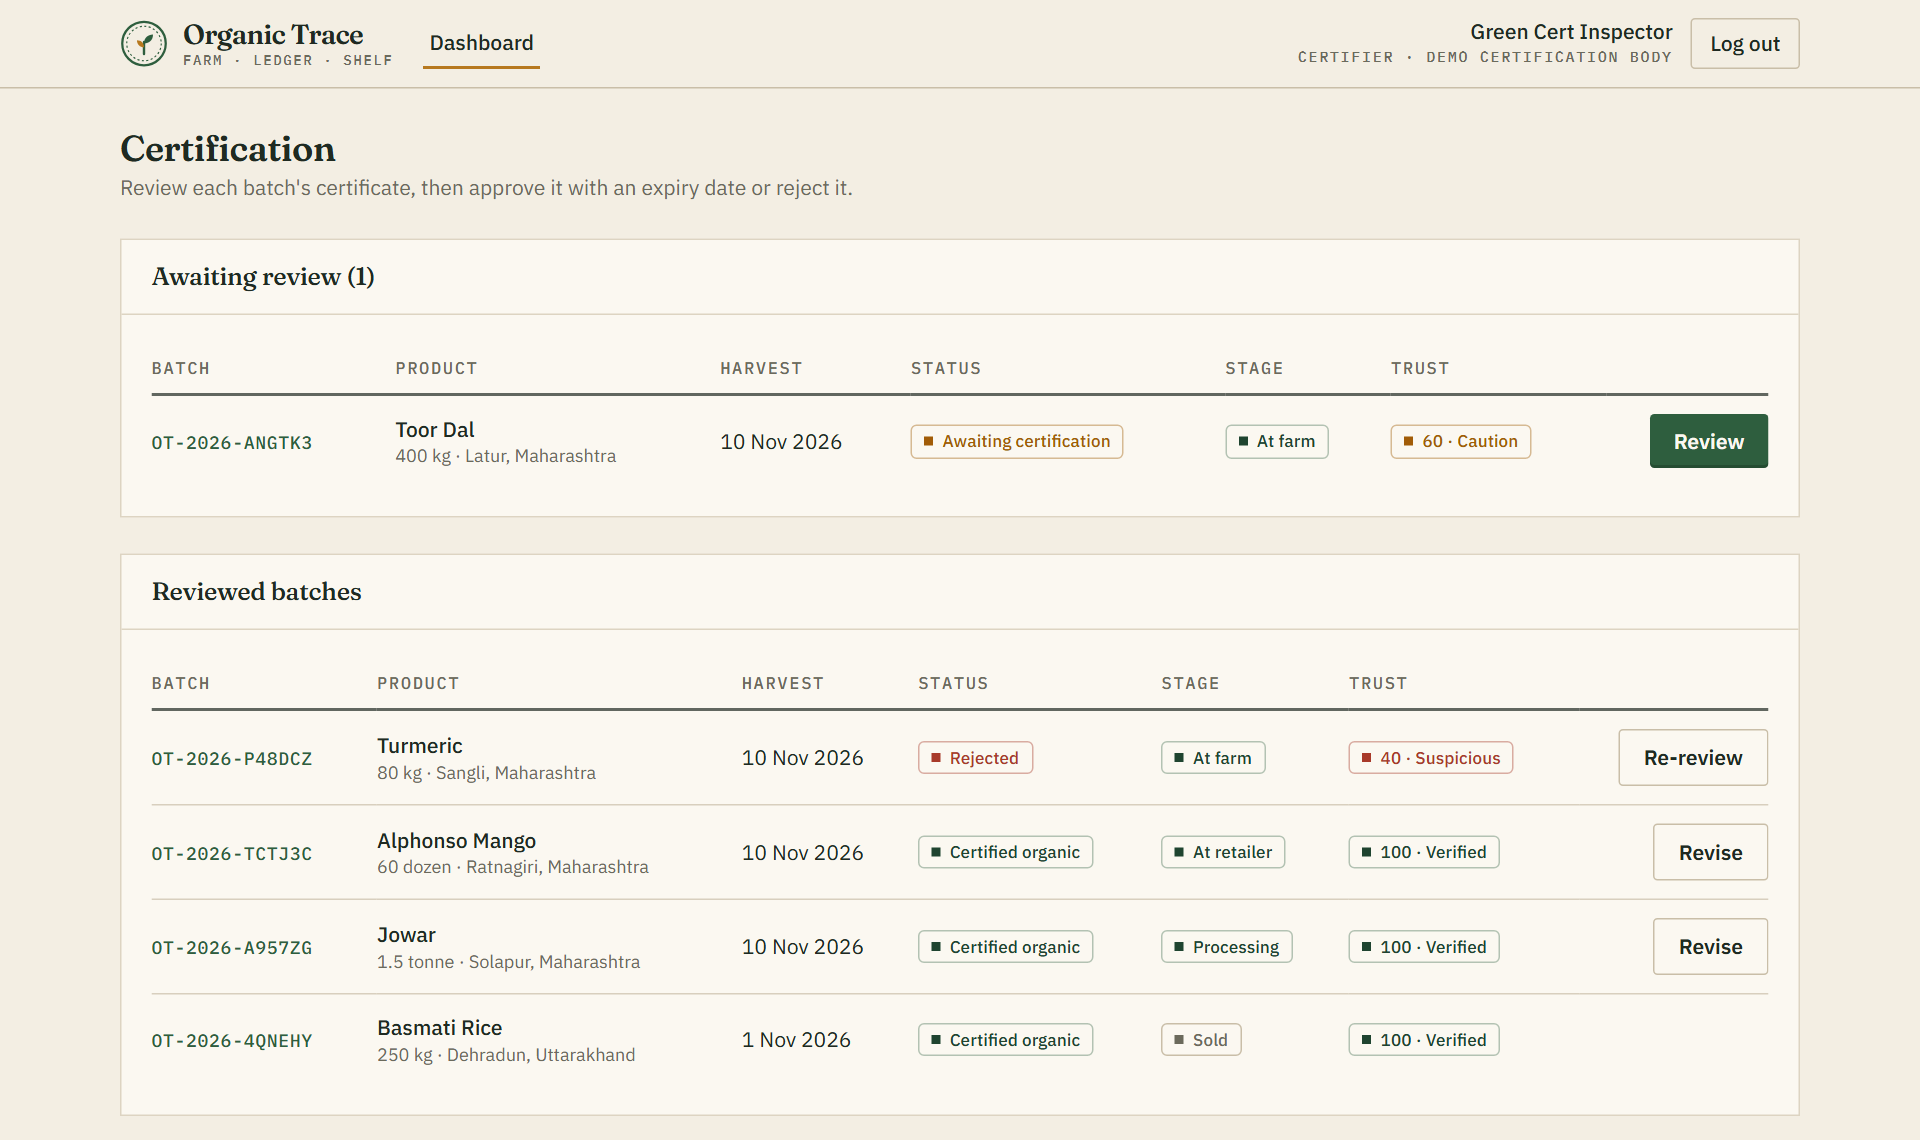 Organic Trace
FARM · LEDGER · SHELF
Dashboard
Green Cert Inspector
CERTIFIER · DEMO CERTIFICATION BODY
Log out
Certification
Review each batch's certificate, then approve it with an expiry date or reject it.
Awaiting review (1)
BATCH PRODUCT HARVEST STATUS STAGE TRUST
OT-2026-ANGTK3 Toor Dal 10 Nov 2026 Awaiting certification At farm 60 · Caution Review
400 kg · Latur, Maharashtra
Reviewed batches
BATCH PRODUCT HARVEST STATUS STAGE TRUST
OT-2026-P48DCZ Turmeric 10 Nov 2026 Rejected At farm 40 · Suspicious Re-review
80 kg · Sangli, Maharashtra
OT-2026-TCTJ3C Alphonso Mango 10 Nov 2026 Certified organic At retailer 100 · Verified Revise
60 dozen · Ratnagiri, Maharashtra
OT-2026-A957ZG Jowar 10 Nov 2026 Certified organic Processing 100 · Verified Revise
1.5 tonne · Solapur, Maharashtra
OT-2026-4QNEHY Basmati Rice 1 Nov 2026 Certified organic Sold 100 · Verified
250 kg · Dehradun, Uttarakhand